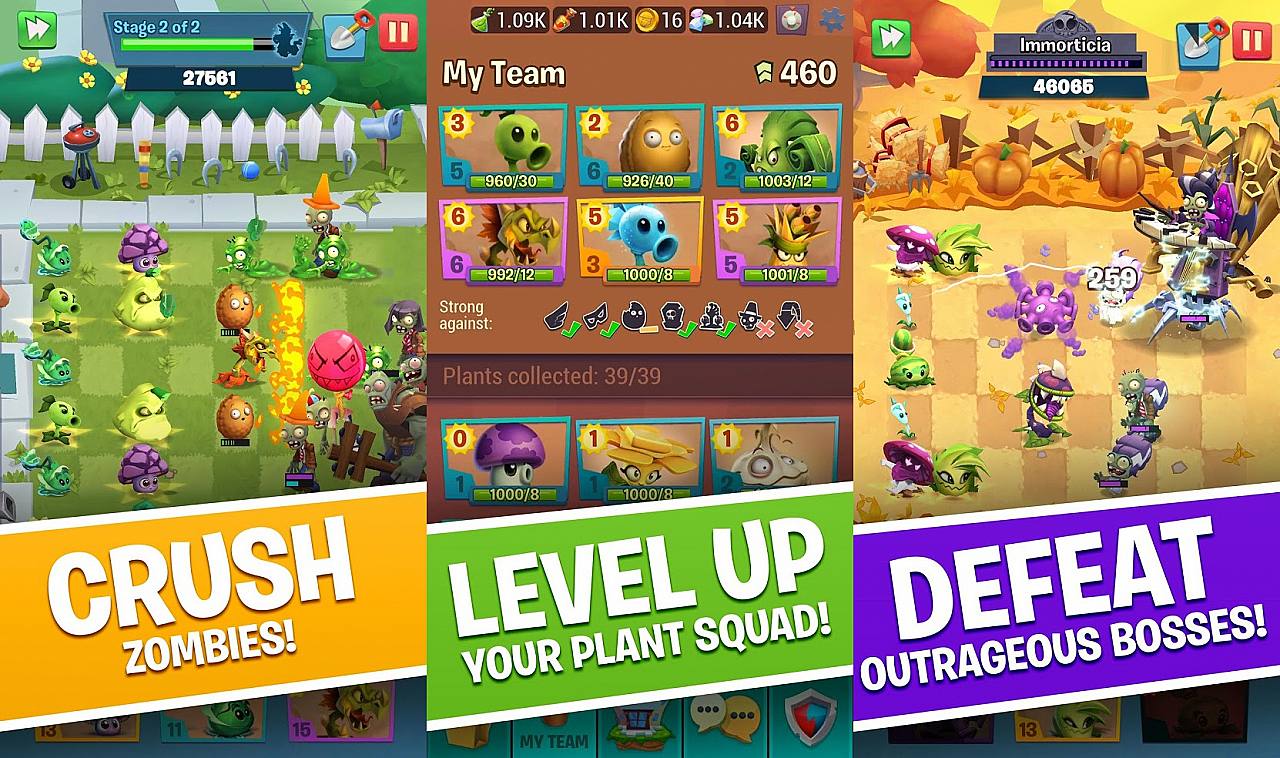 Stage 2 of 2
27561
CRUSH
ZOMBIES!
13
11
15
1.09K
1.01K
16
1.04K
My Team
460
3
5
960/30
2
6
926/40
6
2
1003/12
6
6
992/12
5
3
1000/8
5
5
1001/8
Strong
against:
Plants collected: 39/39
0
1
1000/8
1
1
1000/8
1
2
LEVEL UP
YOUR PLANT SQUAD!
MY TEAM
Immorticia
46065
259
DEFEAT
OUTRAGEOUS BOSSES!
13